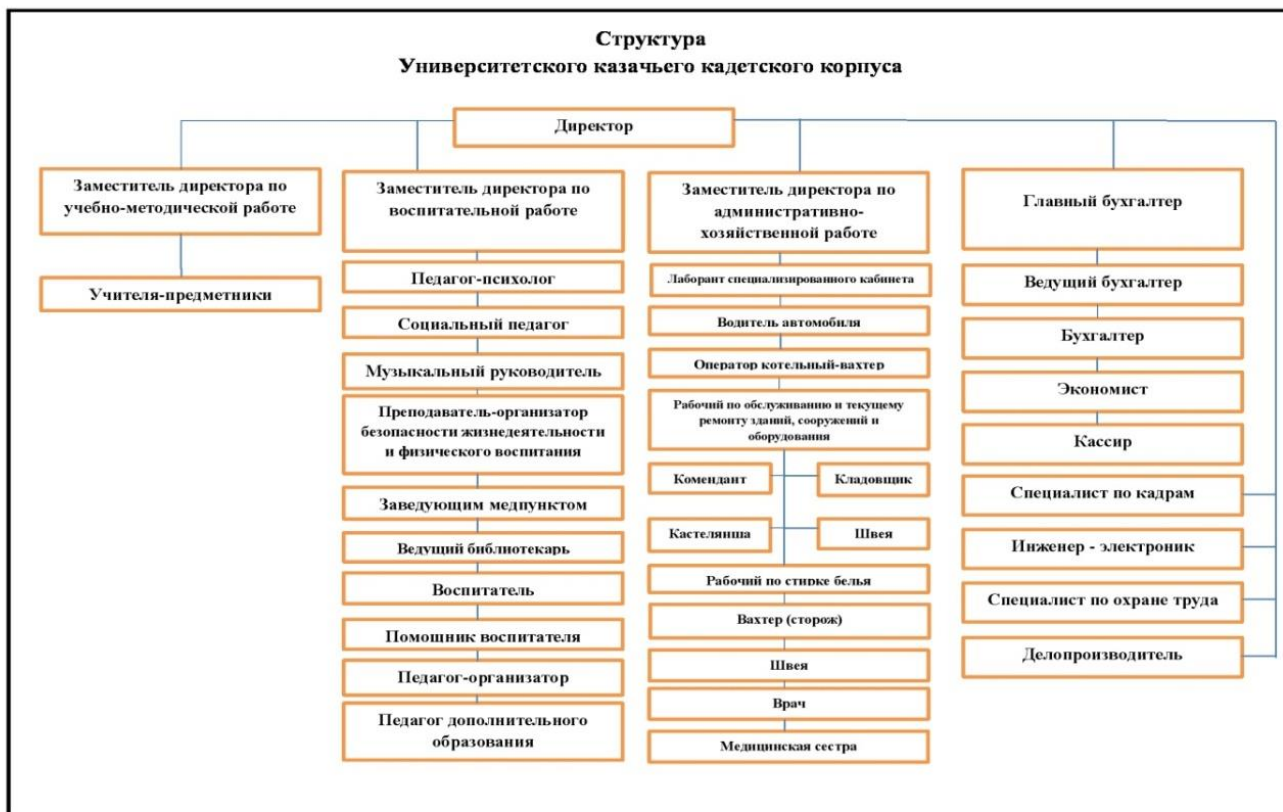 Структура
Университетского казачьего кадетского корпуса
Директор
Заместитель директора по
учебно-методической работе
Учителя-предметники
Заместитель директора по
воспитательной работе
Педагог-психолог
Социальный педагог
Музыкальный руководитель
Преподаватель-организатор
безопасности жизнедеятельности
и физического воспитания
Заведующим медпунктом
Ведущий библиотекарь
Воспитатель
Помошник воспитателя
Педагог-организатор
Педагог дополнительного
образования
Заместитель директора по
административно-
хозяйственной работе
Лаборант специализированного кабинета
Водитель автомобиля
Оператор котельный-вахтер
Рабочий по обслуживанию и текущему
ремонту зданий, сооружений и
оборудования
Комендант
Кладовщик
Кастелянша
Швея
Рабочий по стирке белья
Вахтер (сторож)
Швея
Врач
Медицинская сестра
Главный бухгалтер
Ведущий бухгалтер
Бухгалтер
Экономист
Кассир
Специалист по кадрам
Инженер - электроник
Специалист по охране труда
Делопроизводитель